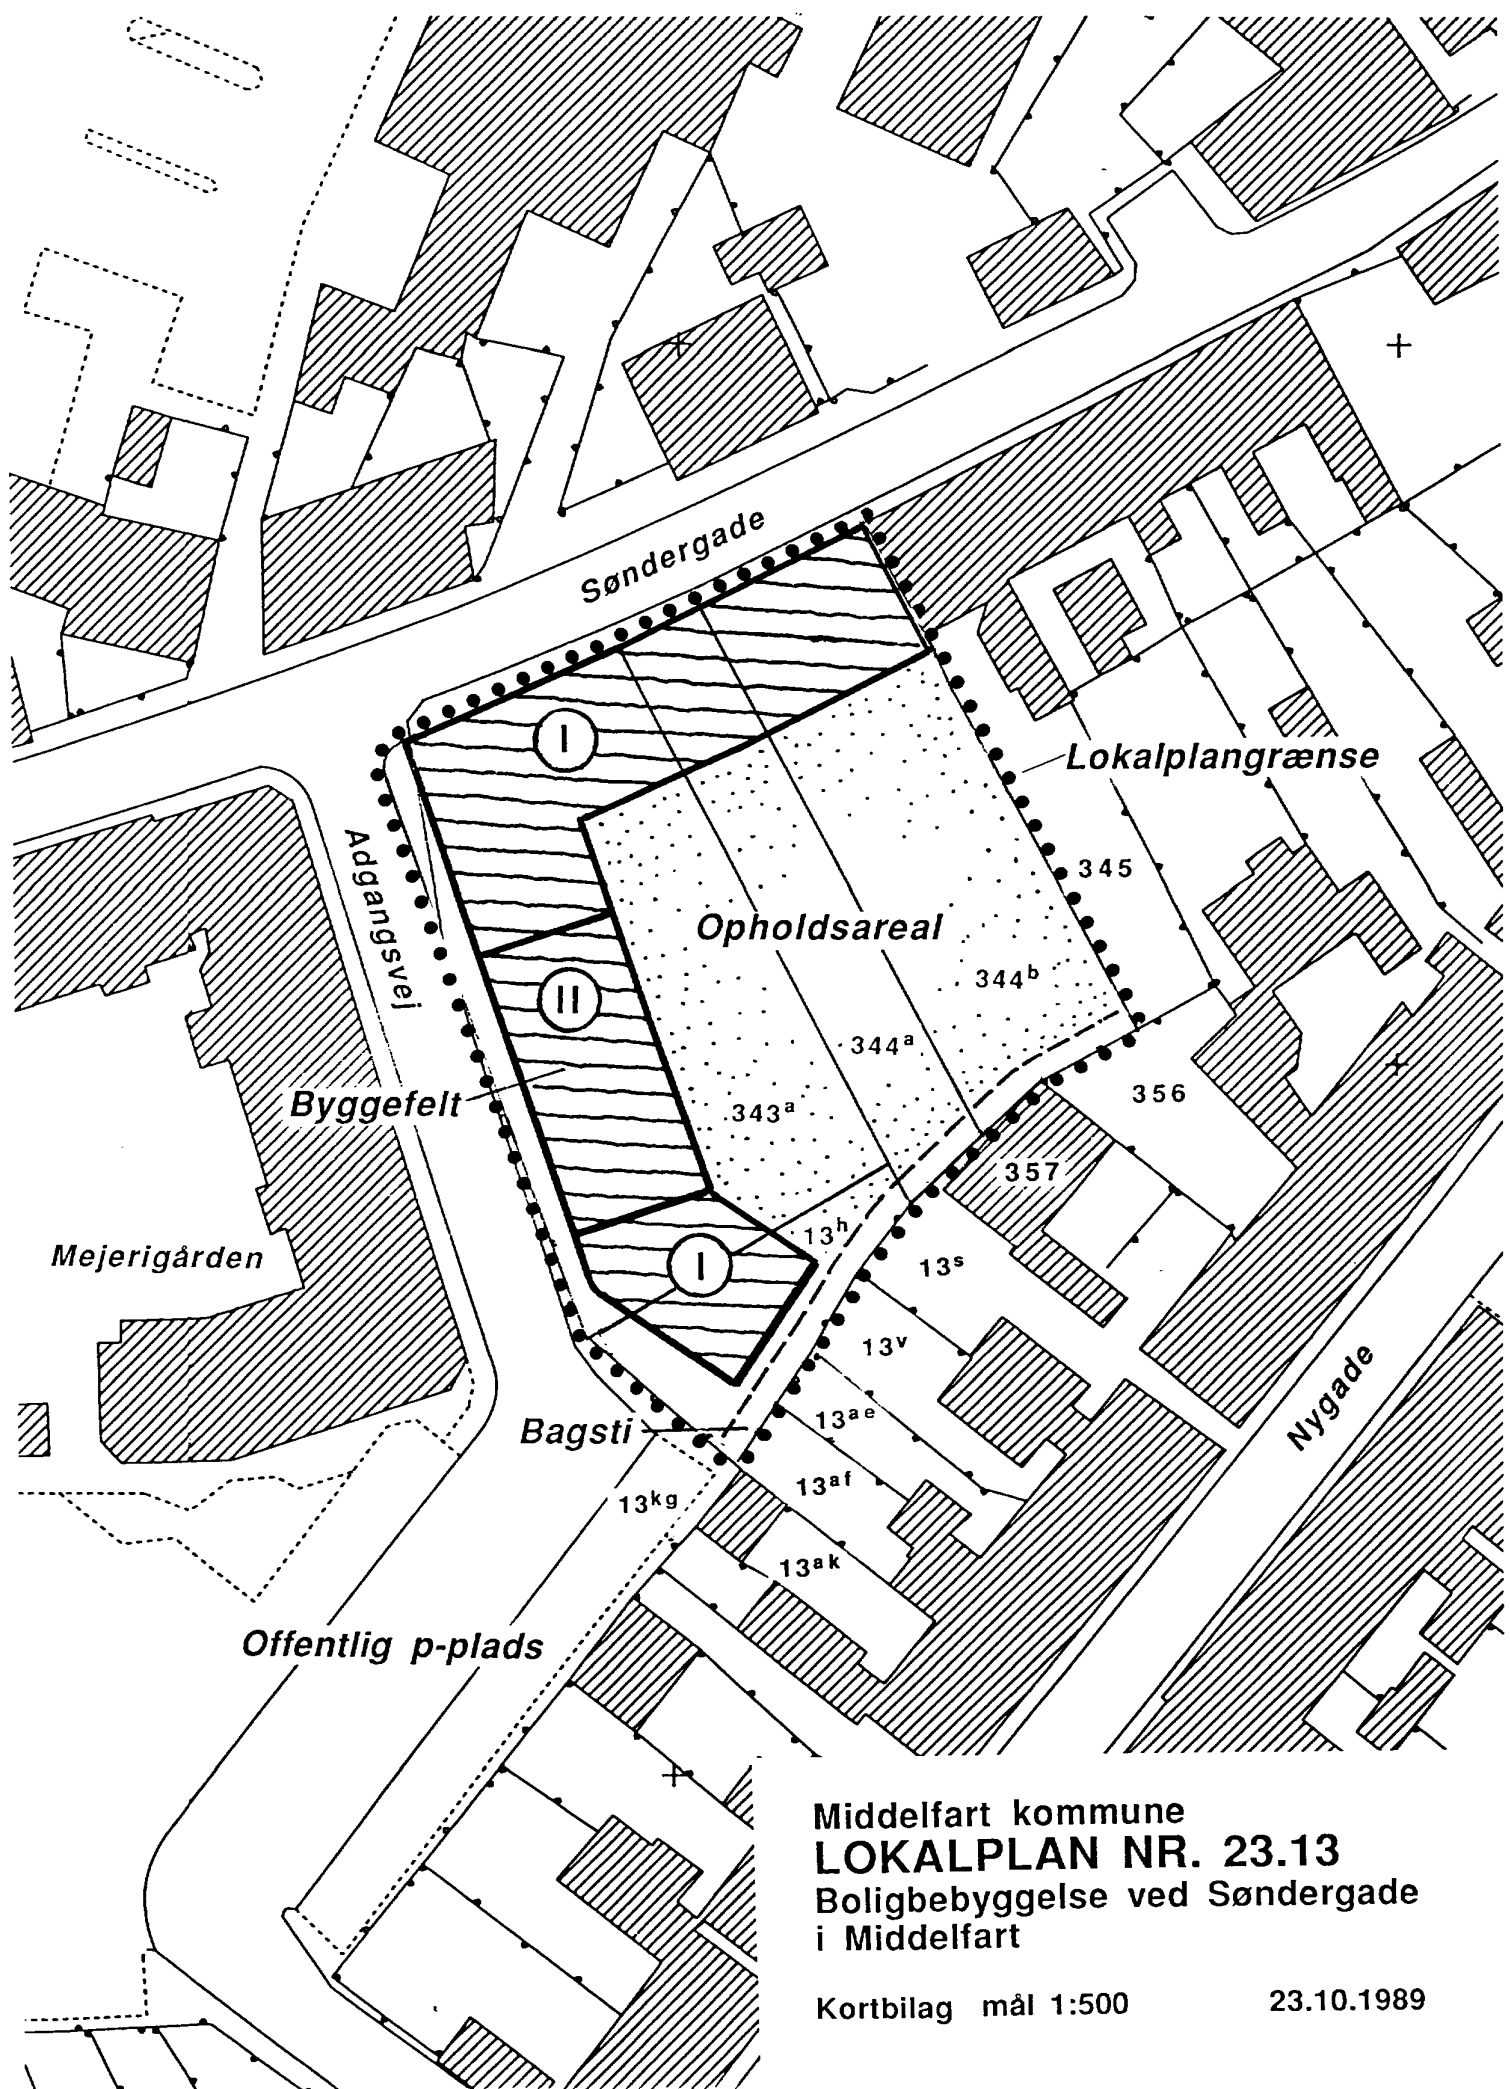 Søndergade
I
Lokalplangrænse
Adgangsvej
345
Opholdsareal
344b
II
344a
Byggefelt
343a
356
357
13h
Mejerigården
I
13s
13v
Nygade
13ae
Bagsti
13af
13kg
13ak
Offentlig p-plads
Middelfart kommune
LOKALPLAN NR. 23.13
Boligbebyggelse ved Søndergade
i Middelfart
Kortbilag mål 1:500 23.10.1989